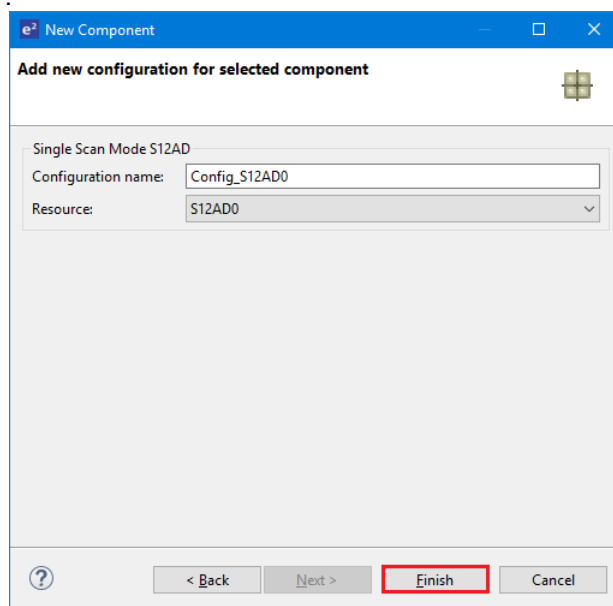 .
e² New Component
Add new configuration for selected component
Single Scan Mode S12AD
Configuration name: Config_S12AD0
Resource: S12AD0
? < Back Next > Finish Cancel